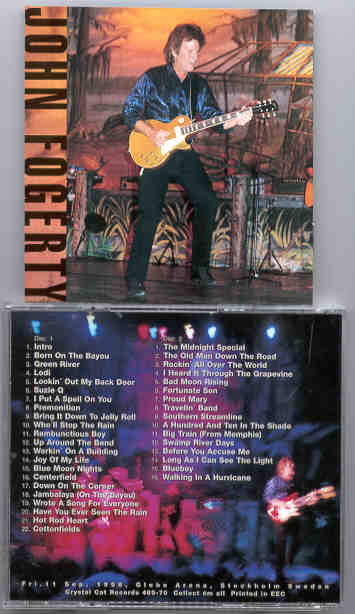 JOHN FOGERTY
Disc 1
1. Intro
2. Born On The Bayou
3. Green River
4. Lodi
5. Lookin' Out My Back Door
6. Suzie Q
7. I Put A Spell On You
8. Premonition
9. Bring It Down To Jelly Roll
10. Who'll Stop The Rain
11. Rambunctious Boy
12. Up Around The Bend
13. Workin' On A Building
14. Joy Of My Life
15. Blue Moon Nights
16. Centerfield
17. Down On The Corner
18. Jambalaya (On The Bayou)
19. Wrote A Song For Everyone
20. Have You Ever Seen The Rain
21. Hot Rod Heart
22. Cottonfields
Disc 2
1. The Midnight Special
2. The Old Man Down The Road
3. Rockin' All Over The World
4. I Heard It Through The Grapevine
5. Bad Moon Rising
6. Fortunate Son
7. Proud Mary
8. Travelin' Band
9. Southern Streamline
10. A Hundred And Ten In The Shade
11. Big Train (From Memphis)
12. Swamp River Days
13. Before You Accuse Me
14. Long As I Can See The Light
15. Blueboy
16. Walking In A Hurricane
Fri. 11 Sep. 1998, Globe Arena, Stockholm Sweden
Crystal Cat Records 469-70 Collect 6m all Printed in EEC